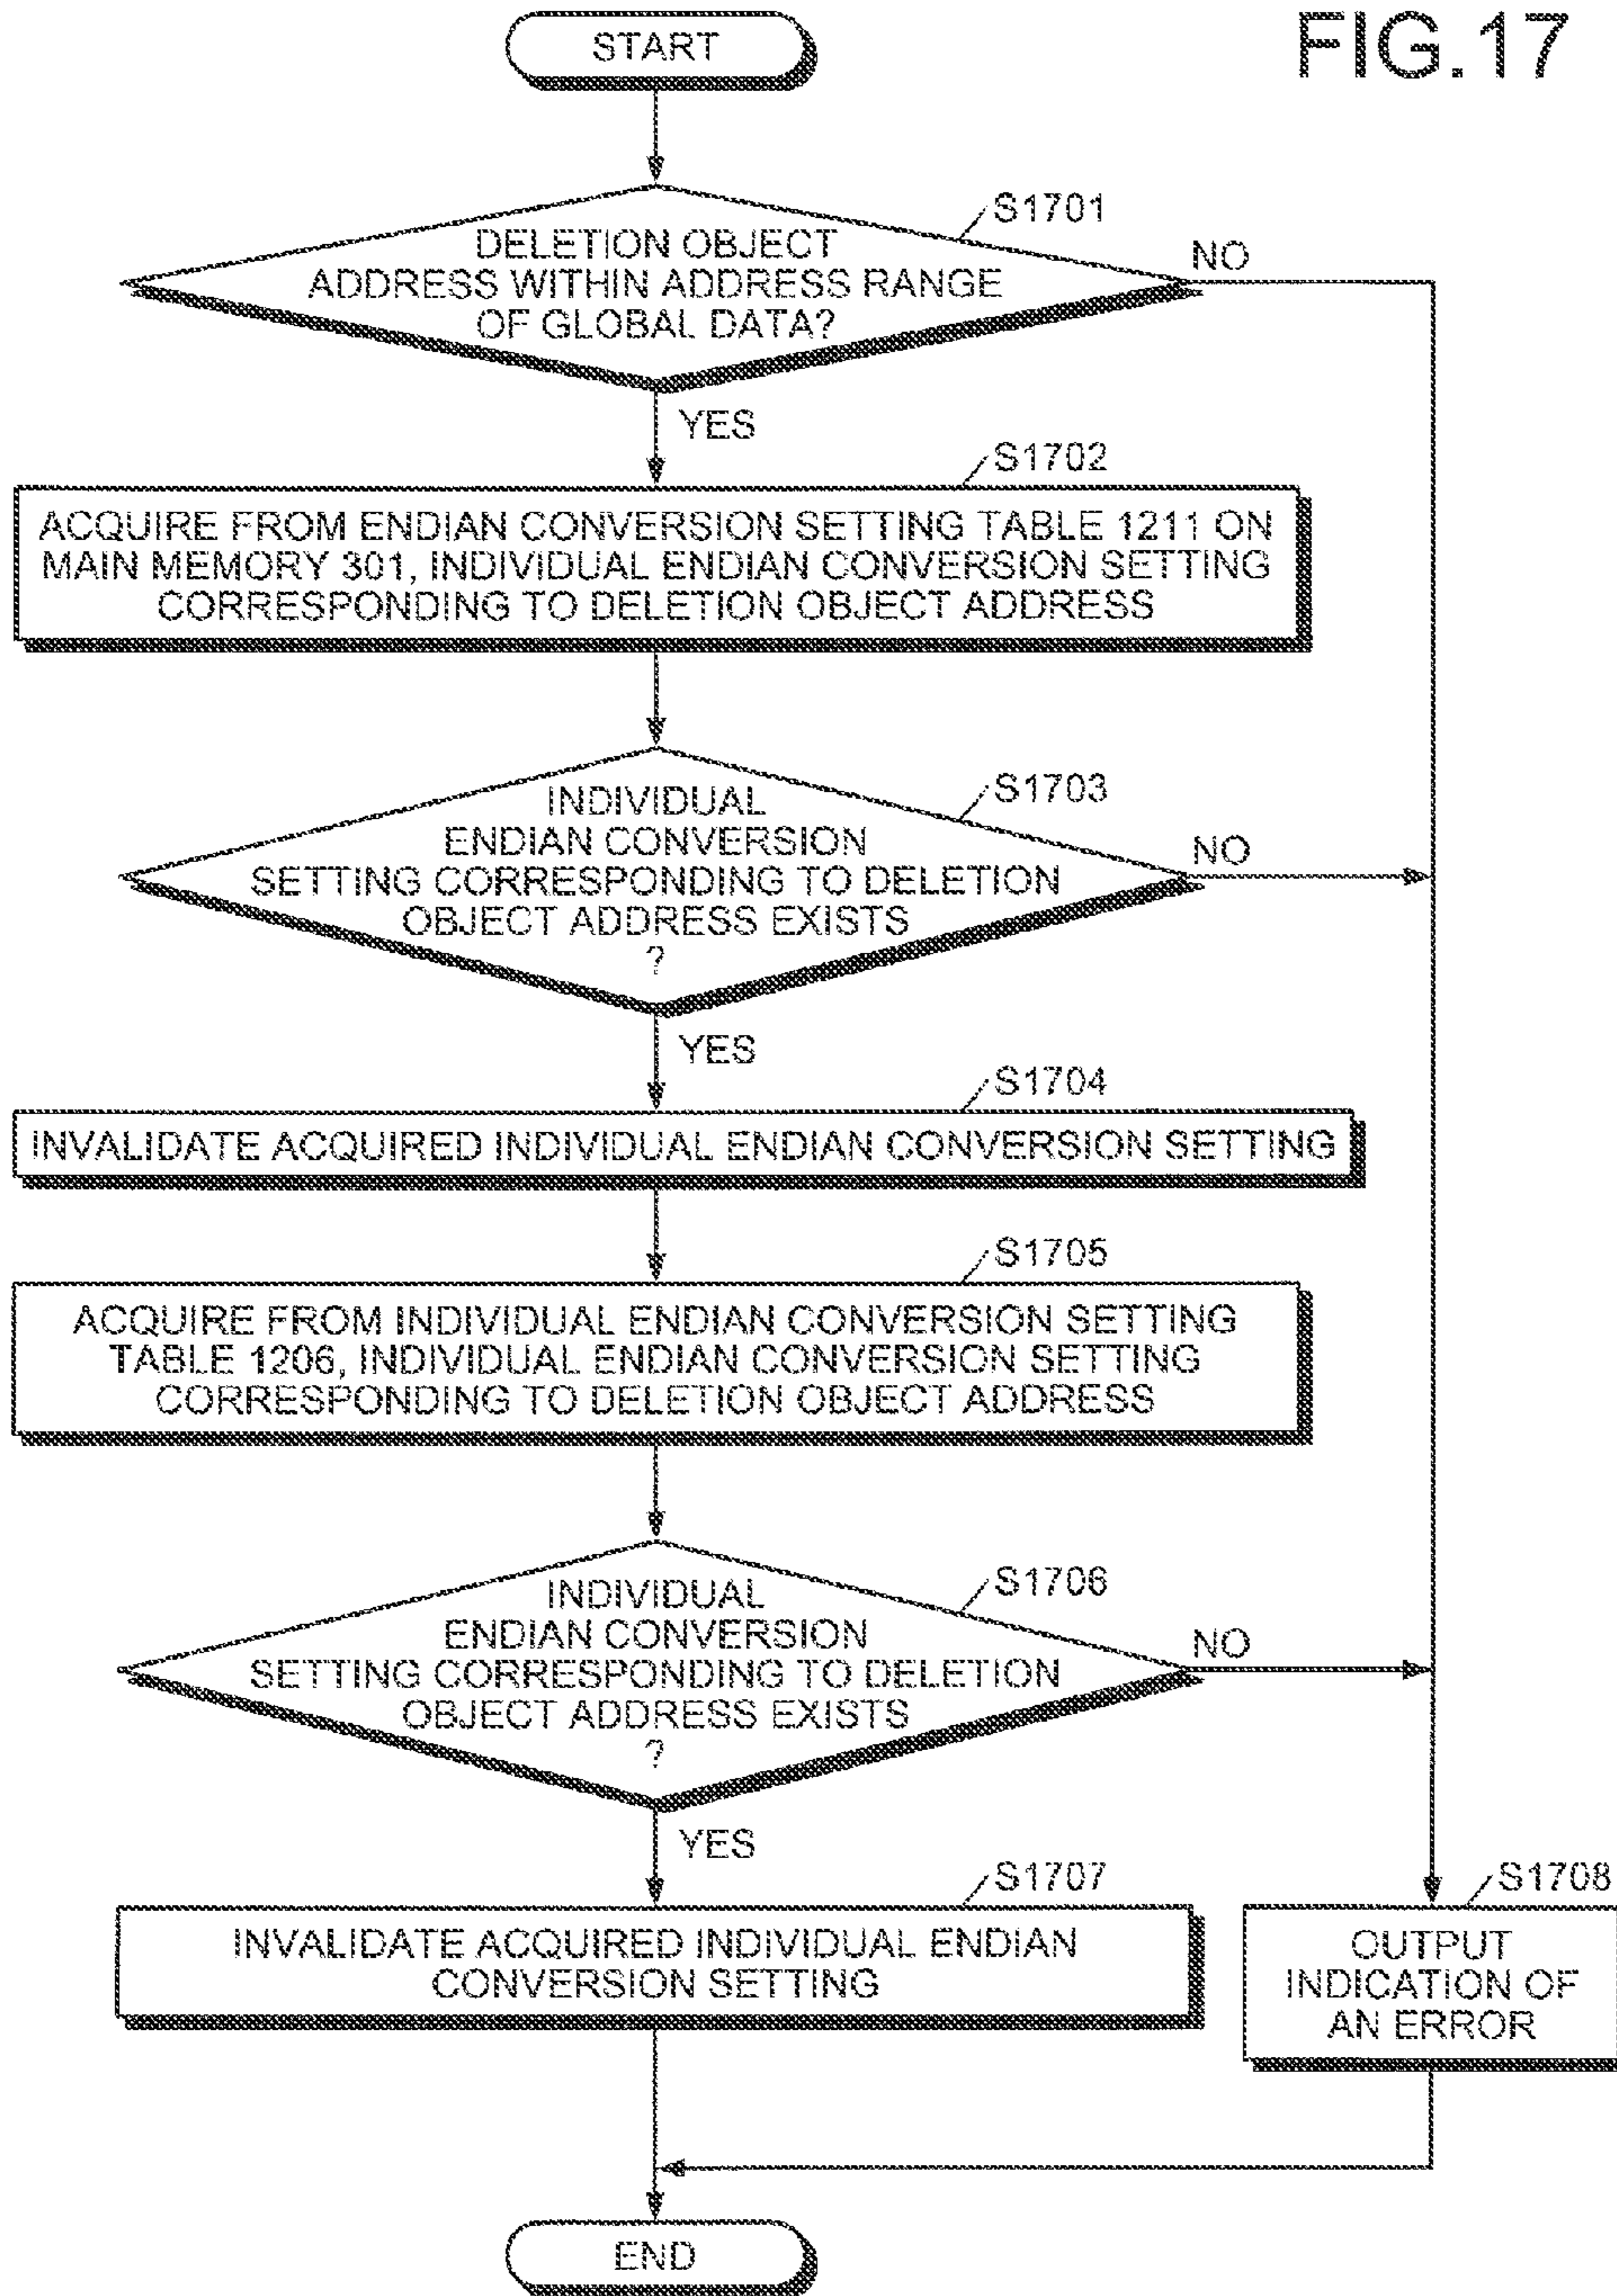 FIG.17
START
S1701
DELETION OBJECT
ADDRESS WITHIN ADDRESS RANGE
OF GLOBAL DATA?
NO
YES
S1702
ACQUIRE FROM ENDIAN CONVERSION SETTING TABLE 1211 ON
MAIN MEMORY 301, INDIVIDUAL ENDIAN CONVERSION SETTING
CORRESPONDING TO DELETION OBJECT ADDRESS
S1703
INDIVIDUAL
ENDIAN CONVERSION
SETTING CORRESPONDING TO DELETION
OBJECT ADDRESS EXISTS
?
NO
YES
S1704
INVALIDATE ACQUIRED INDIVIDUAL ENDIAN CONVERSION SETTING
S1705
ACQUIRE FROM INDIVIDUAL ENDIAN CONVERSION SETTING
TABLE 1206, INDIVIDUAL ENDIAN CONVERSION SETTING
CORRESPONDING TO DELETION OBJECT ADDRESS
S1706
INDIVIDUAL
ENDIAN CONVERSION
SETTING CORRESPONDING TO DELETION
OBJECT ADDRESS EXISTS
?
NO
YES
S1707
INVALIDATE ACQUIRED INDIVIDUAL ENDIAN
CONVERSION SETTING
S1708
OUTPUT
INDICATION OF
AN ERROR
END